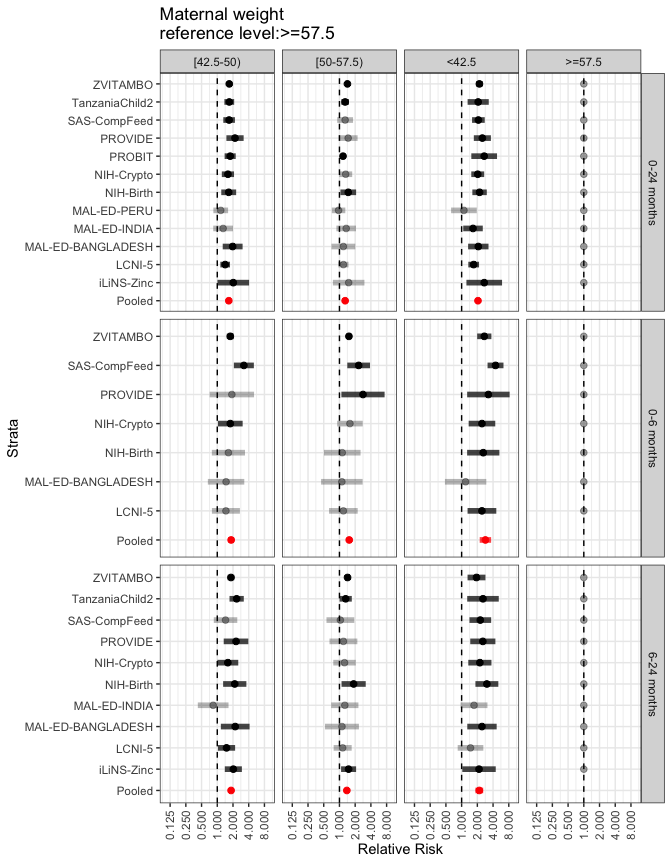 Maternal weight
reference level:>=57.5
[42.5-50)
[50-57.5)
<42.5
>=57.5
ZVITAMBO
TanzaniaChild2
SAS-CompFeed
PROVIDE
PROBIT
NIH-Crypto
NIH-Birth
MAL-ED-PERU
MAL-ED-INDIA
MAL-ED-BANGLADESH
LCNI-5
iLiNS-Zinc
Pooled
0-24 months
ZVITAMBO
SAS-CompFeed
PROVIDE
NIH-Crypto
NIH-Birth
MAL-ED-BANGLADESH
LCNI-5
Pooled
0-6 months
Strata
ZVITAMBO
TanzaniaChild2
SAS-CompFeed
PROVIDE
NIH-Crypto
NIH-Birth
MAL-ED-INDIA
MAL-ED-BANGLADESH
LCNI-5
iLiNS-Zinc
Pooled
6-24 months
0.125 0.250 0.500 1.000 2.000 4.000 8.000
0.125 0.250 0.500 1.000 2.000 4.000 8.000
0.125 0.250 0.500 1.000 2.000 4.000 8.000
0.125 0.250 0.500 1.000 2.000 4.000 8.000
Relative Risk